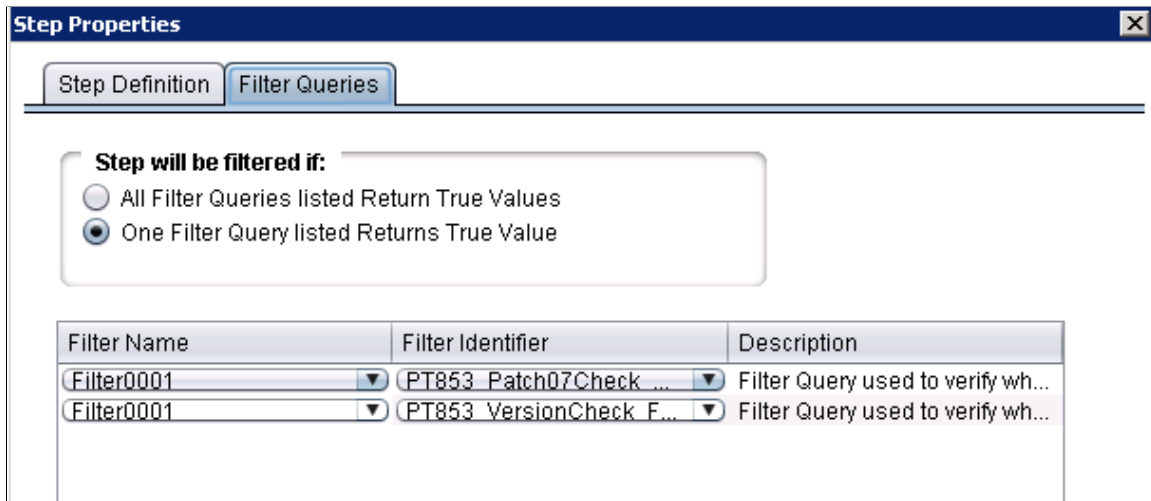 Step Properties
Step Definition Filter Queries
Step will be filtered if:
All Filter Queries listed Return True Values
One Filter Query listed Returns True Value
Filter Name Filter Identifier Description
Filter0001 PT853_Patch07Check_... Filter Query used to verify wh...
Filter0001 PT853_VersionCheck_F... Filter Query used to verify wh...